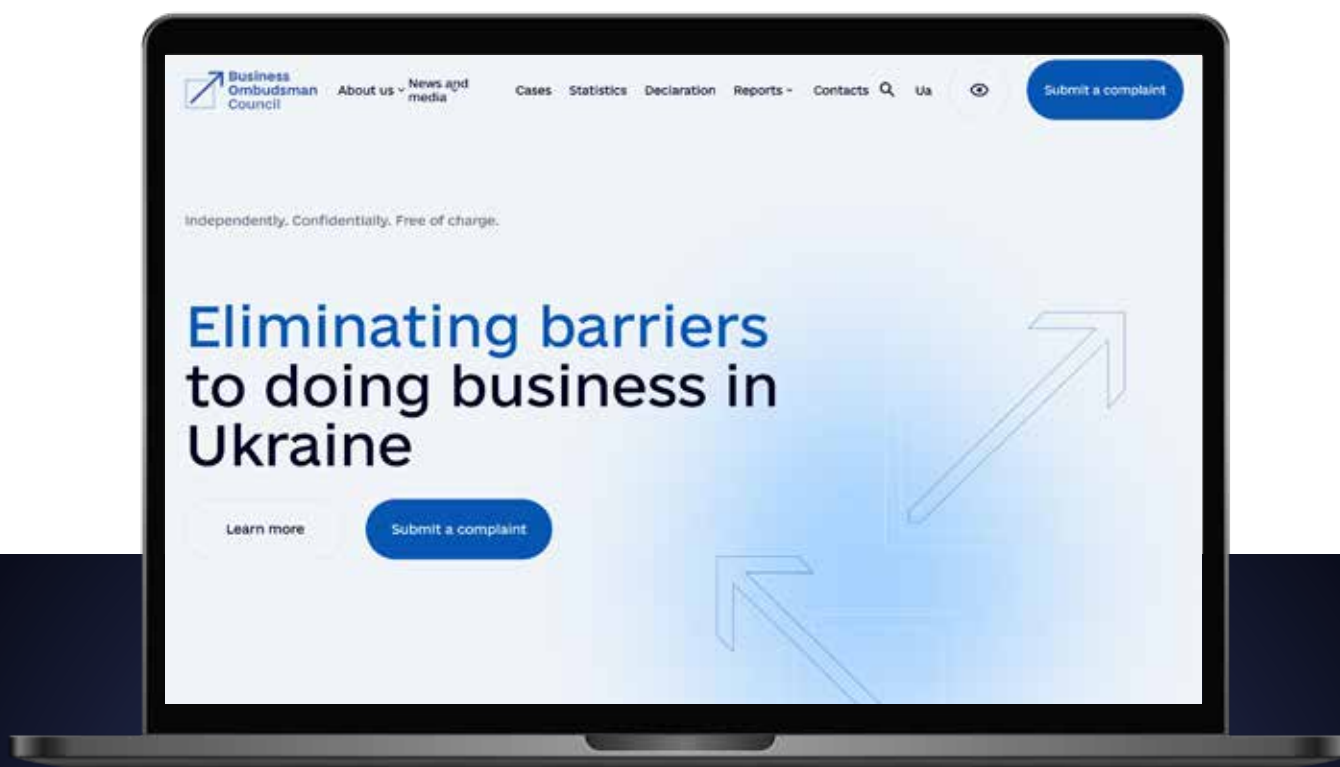 Business
Ombudsman
Council
About us
News and
media
Cases
Statistics
Declaration
Reports
Contacts
Ua
Submit a complaint
Independently. Confidentially. Free of charge.
Eliminating barriers
to doing business in
Ukraine
Learn more
Submit a complaint